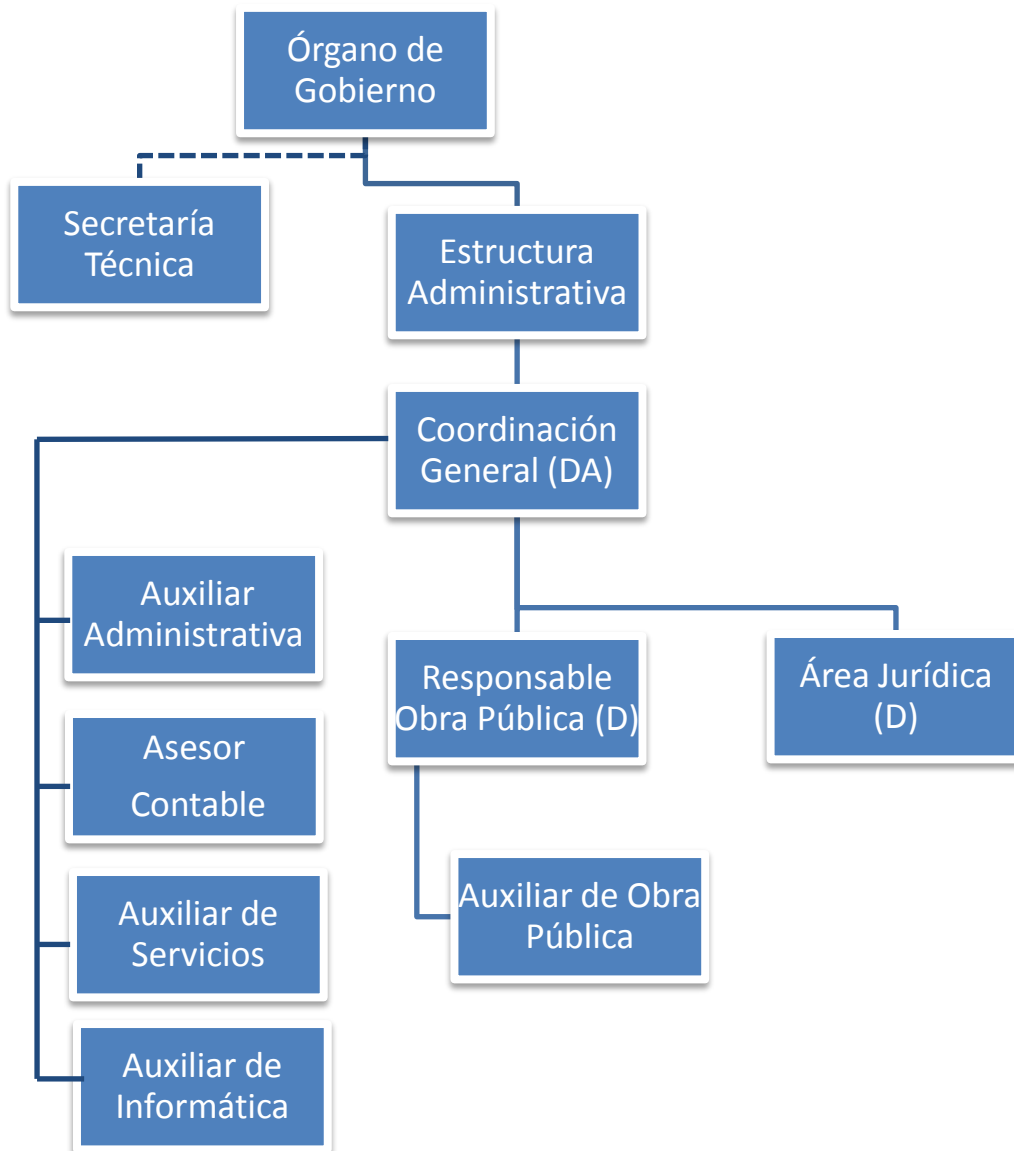 Órgano de
Gobierno
Secretaría
Técnica
Estructura
Administrativa
Coordinación
General (DA)
Auxiliar
Administrativa
Responsable
Obra Pública (D)
Área Jurídica
(D)
Asesor
Contable
Auxiliar de Obra
Pública
Auxiliar de
Servicios
Auxiliar de
Informática